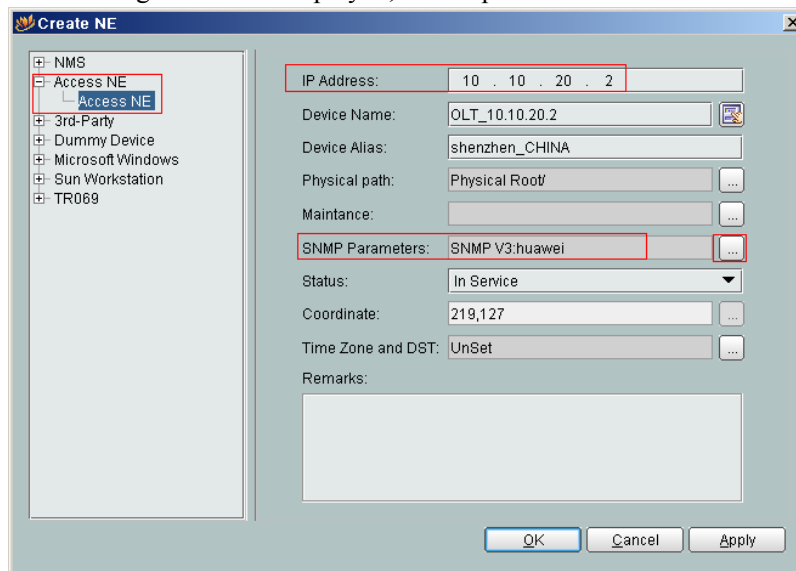 Create NE
NMS
Access NE
Access NE
3rd-Party
Dummy Device
Microsoft Windows
Sun Workstation
TR069
IP Address: 10 . 10 . 20 . 2
Device Name: OLT_10.10.20.2
Device Alias: shenzhen_CHINA
Physical path: Physical Root/ ...
Maintance: ...
SNMP Parameters: SNMP V3:huawei ...
Status: In Service
Coordinate: 219,127 ...
Time Zone and DST: UnSet ...
Remarks:
OK Cancel Apply